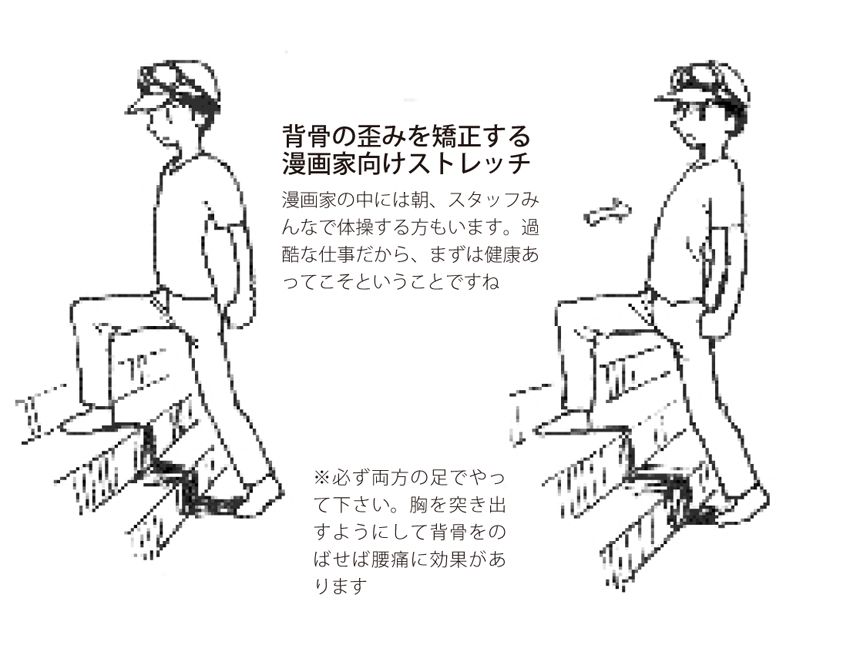 背骨の歪みを矯正する
漫画家向けストレッチ
漫画家の中には朝、スタッフみ
んなで体操する方もいます。過
酷な仕事だから、まずは健康あ
ってこそということですね
※必ず両方の足でやっ
て下さい。胸を突き出
すようにして背骨をの
ばせば腰痛に効果があ
ります